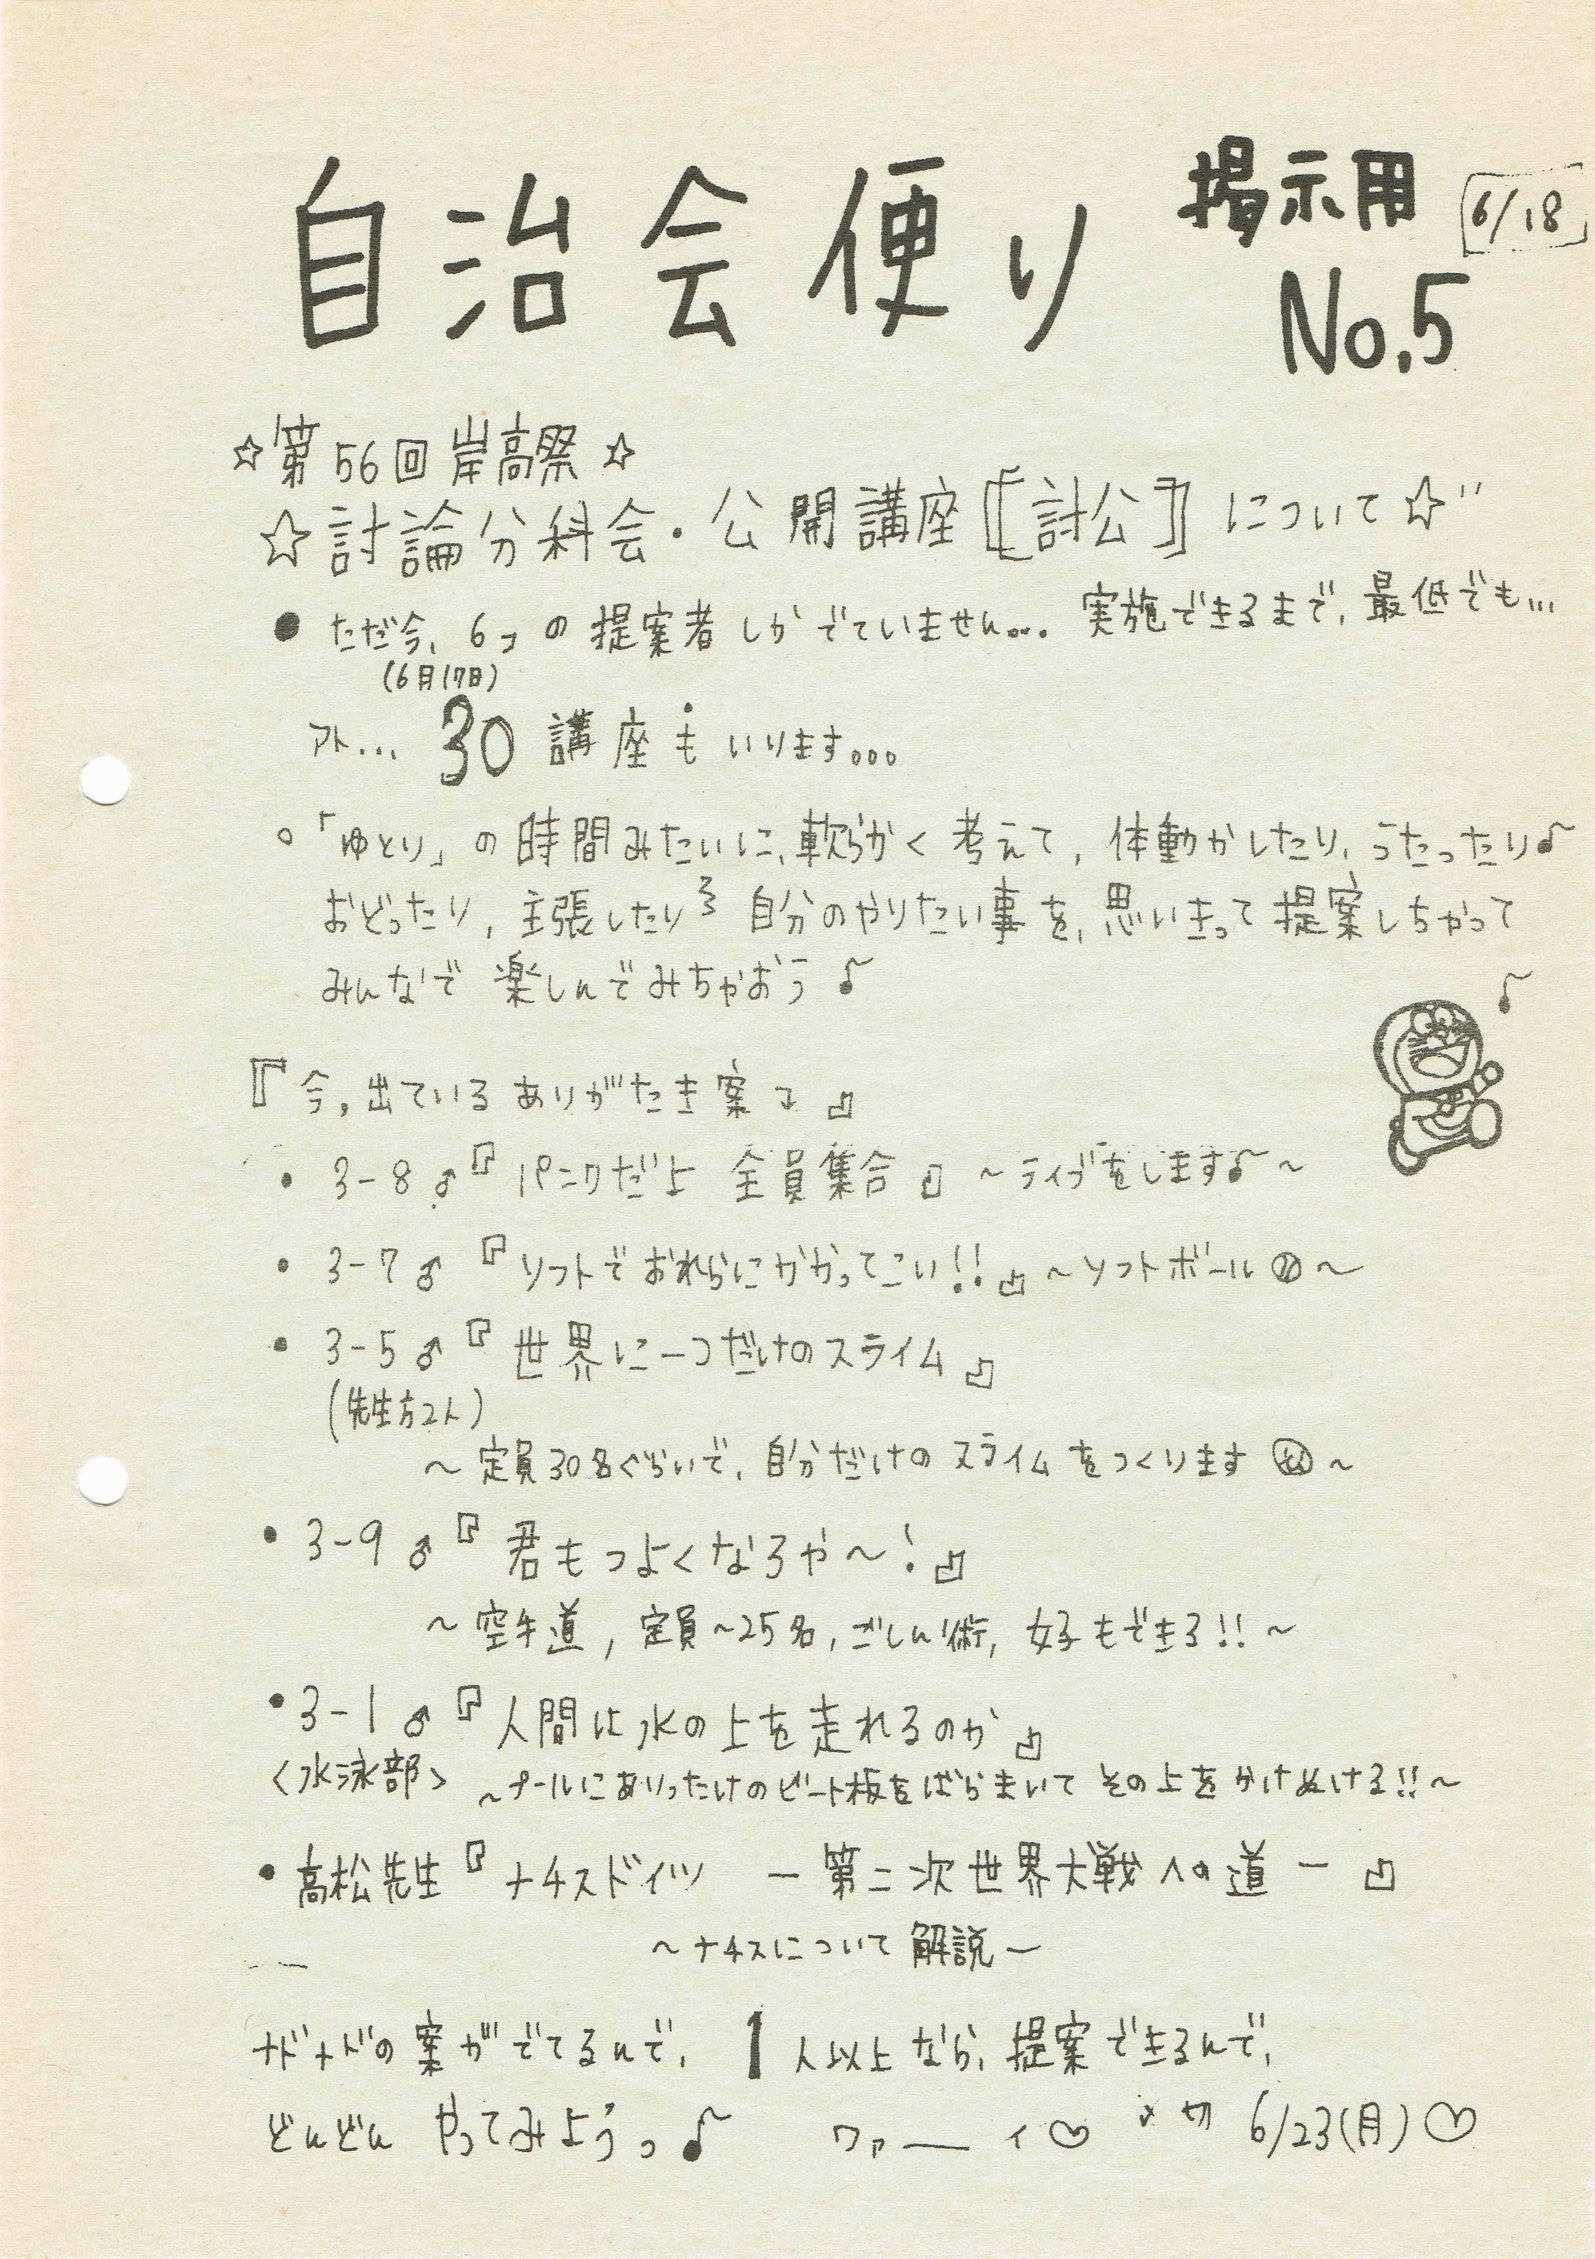 自治会便り
掲示用
6/18
No.5
☆第56回岸高祭☆
☆討論分科会・公開講座〚討公〛について☆"
● ただ今、6コの提案者しかでていません… 実施できるまで、最低でも…
(6月17日)
アト… 30講座もいります。。。
○「ゆとり」の時間みたいに、軟らかく考えて、体動かしたり、うたったり♪
おどったり、主張したり 自分のやりたい事を、思いきって提案しちゃって
みんなで楽しんでみちゃおう♪
『今、出ているありがたき案↴』
・3-8♂『パニクだよ 全員集合』〜ライブをします♪〜
・3-7♂『ソフトでおれらにかかってこい!!』〜ソフトボール〜
・3-5♂『世界に一つだけのスライム』
(先生方2人)
〜定員30名ぐらいで、自分だけのスライムをつくります〜
・3-9♂『君もつよくなろや〜!』
〜空手道, 定員〜25名, ごしん術, 女子もできる!!〜
・3-1♂『人間は水の上を走れるのか』
<水泳部> 〜プールにありったけのビート板をばらまいてその上をかけぬける!!〜
・高松先生『ナチスドイツ ー第二次世界大戦への道ー』
〜ナチスについて解説ー
ナドナドの案がでてるんで、1人以上なら、提案できるんで、
どんどんやってみようっ♪ ワァーイ♡ 〆切 6/23(月)♡